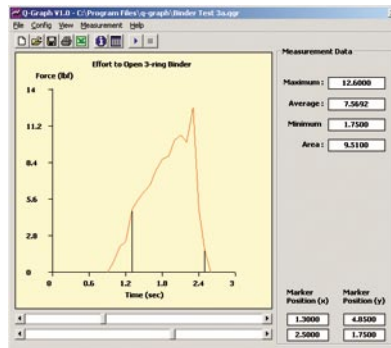 Q-Graph V1.0 - C:\Program Files\q-graph\Binder Test 3a.qgr
File Config View Measurement Help
Effort to Open 3-ring Binder
Force (lbf)
14
11.2
8.4
5.6
2.8
0
0 0.6 1.2 1.8 2.4 3
Time (sec)
Measurement Data
Maximum : 12.6000
Average : 7.5692
Minimum 1.7500
Area : 9.5100
Marker Position (x)
Marker Position (y)
1.3000 4.8500
2.5000 1.7500